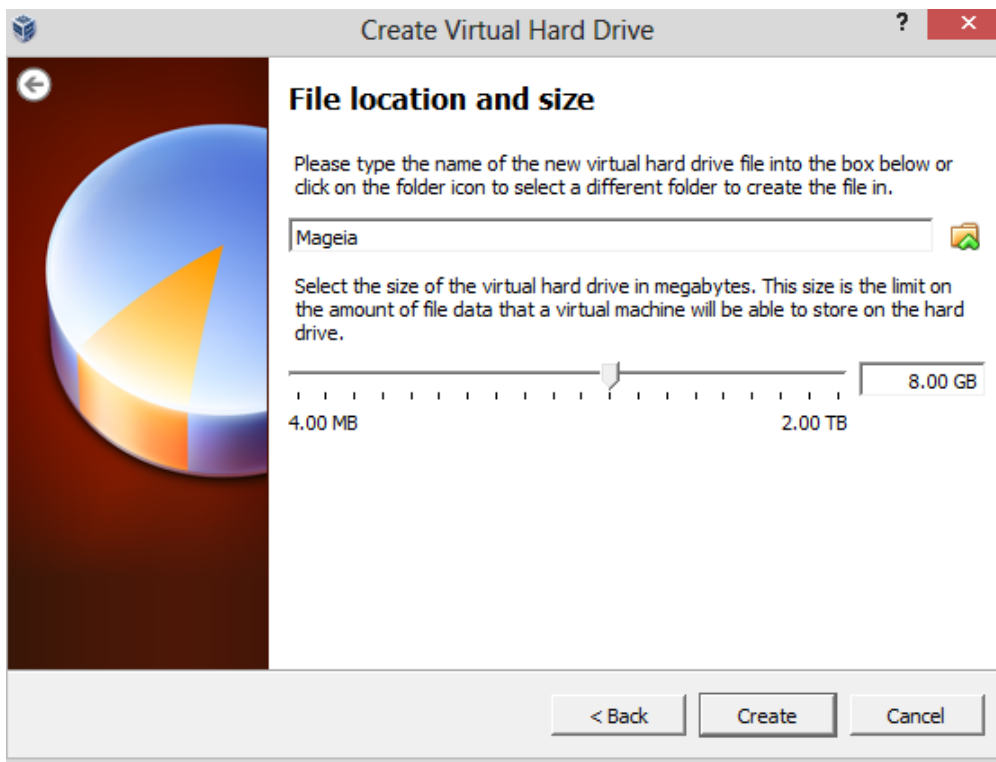 Create Virtual Hard Drive
?
File location and size
Please type the name of the new virtual hard drive file into the box below or
click on the folder icon to select a different folder to create the file in.
Mageia
Select the size of the virtual hard drive in megabytes. This size is the limit on
the amount of file data that a virtual machine will be able to store on the hard
drive.
8.00 GB
4.00 MB
2.00 TB
< Back
Create
Cancel